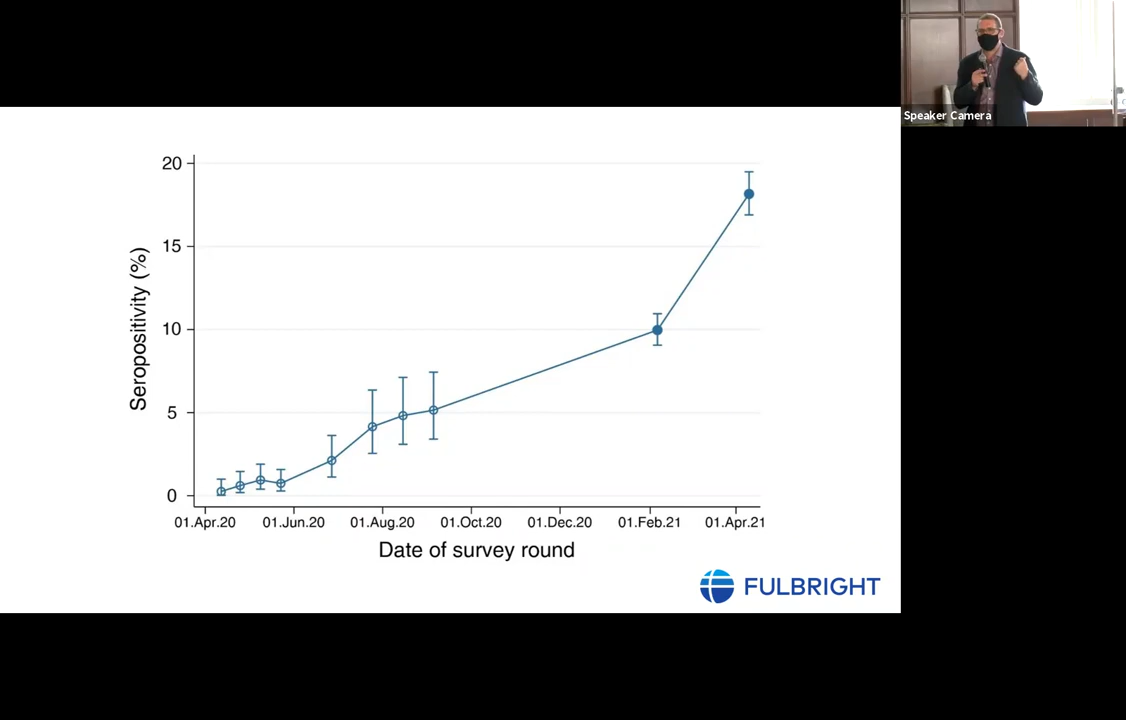 Speaker Camera
20
15
10
5
0
Seropositivity (%)
01.Apr.20 01.Jun.20 01.Aug.20 01.Oct.20 01.Dec.20 01.Feb.21 01.Apr.21
Date of survey round
FULBRIGHT